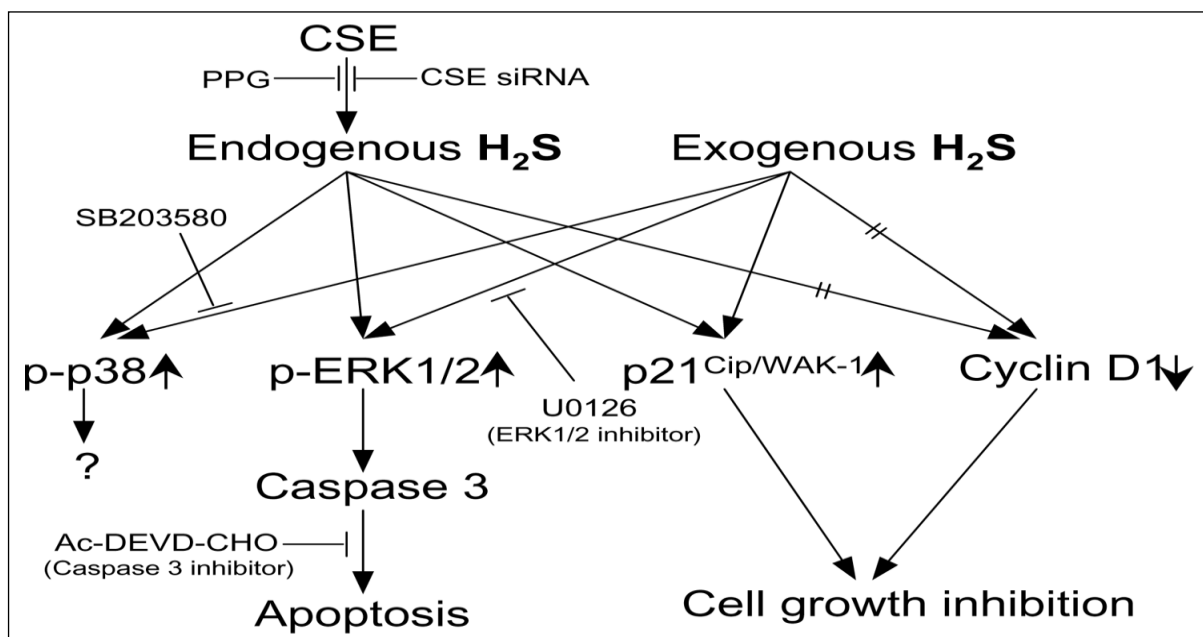 CSE
PPG
CSE siRNA
Endogenous H₂S
Exogenous H₂S
SB203580
p-p38
p-ERK1/2
p21Cip/WAK-1
Cyclin D1
U0126
(ERK1/2 inhibitor)
?
Caspase 3
Ac-DEVD-CHO
(Caspase 3 inhibitor)
Apoptosis
Cell growth inhibition